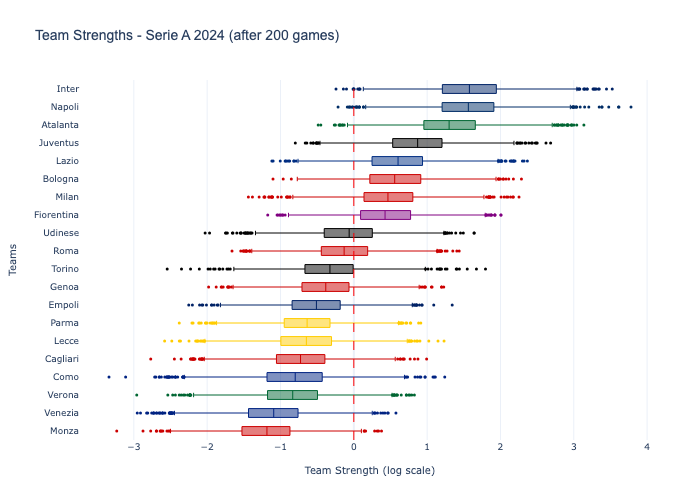 Team Strengths - Serie A 2024 (after 200 games)
Inter
Napoli
Atalanta
Juventus
Lazio
Bologna
Milan
Fiorentina
Udinese
Roma
Torino
Genoa
Empoli
Parma
Lecce
Cagliari
Como
Verona
Venezia
Monza
Teams
−3 −2 −1 0 1 2 3 4
Team Strength (log scale)